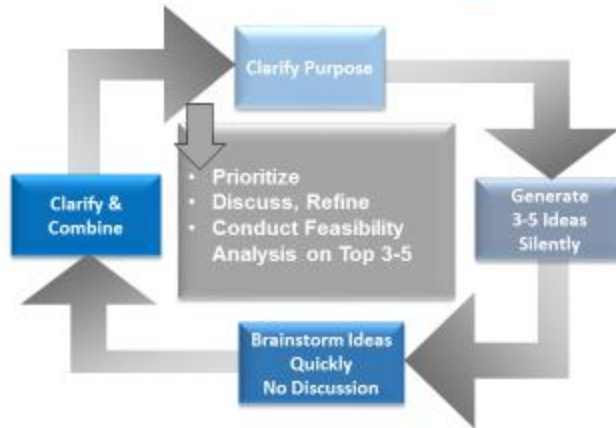 Clarify Purpose
Generate
3-5 Ideas
Silently
Brainstorm Ideas
Quickly
No Discussion
Clarify &
Combine
• Prioritize
• Discuss, Refine
• Conduct Feasibility
Analysis on Top 3-5